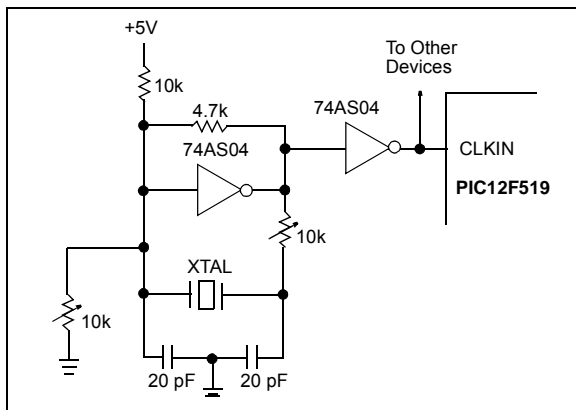 +5V
To Other
Devices
10k
4.7k
74AS04
74AS04
CLKIN
PIC12F519
10k
XTAL
10k
20 pF
20 pF